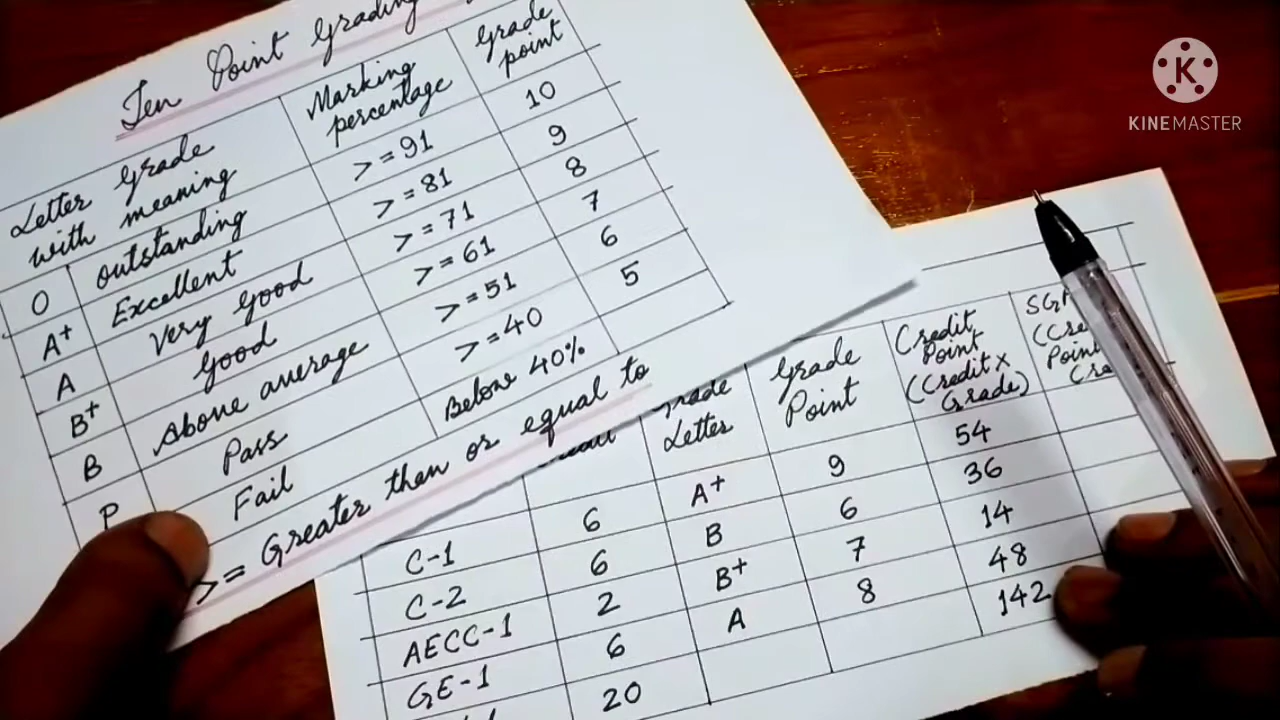 Ten Point Grading
Letter Grade with meaning Marking percentage Grade point
O outstanding >=91 10
A+ Excellent >=81 9
A Very Good >=71 8
B+ Good >=61 7
B Above average >=51 6
P Pass >=40 5
Fail Below 40%
>= Greater then or equal to
Letter Grade Point Credit Point (Credit x Grade)
C-1 6 A+ 9 54
C-2 6 B 6 36
AECC-1 2 B+ 7 14
GE-1 6 A 8 48
20 142
K
KINEMASTER